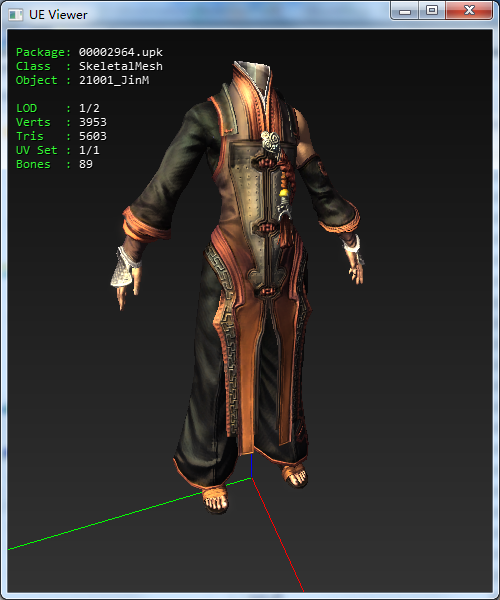 UE Viewer
Package: 00002964.upk
Class : SkeletalMesh
Object : 21001_JinM
LOD : 1/2
Verts : 3953
Tris : 5603
UV Set : 1/1
Bones : 89